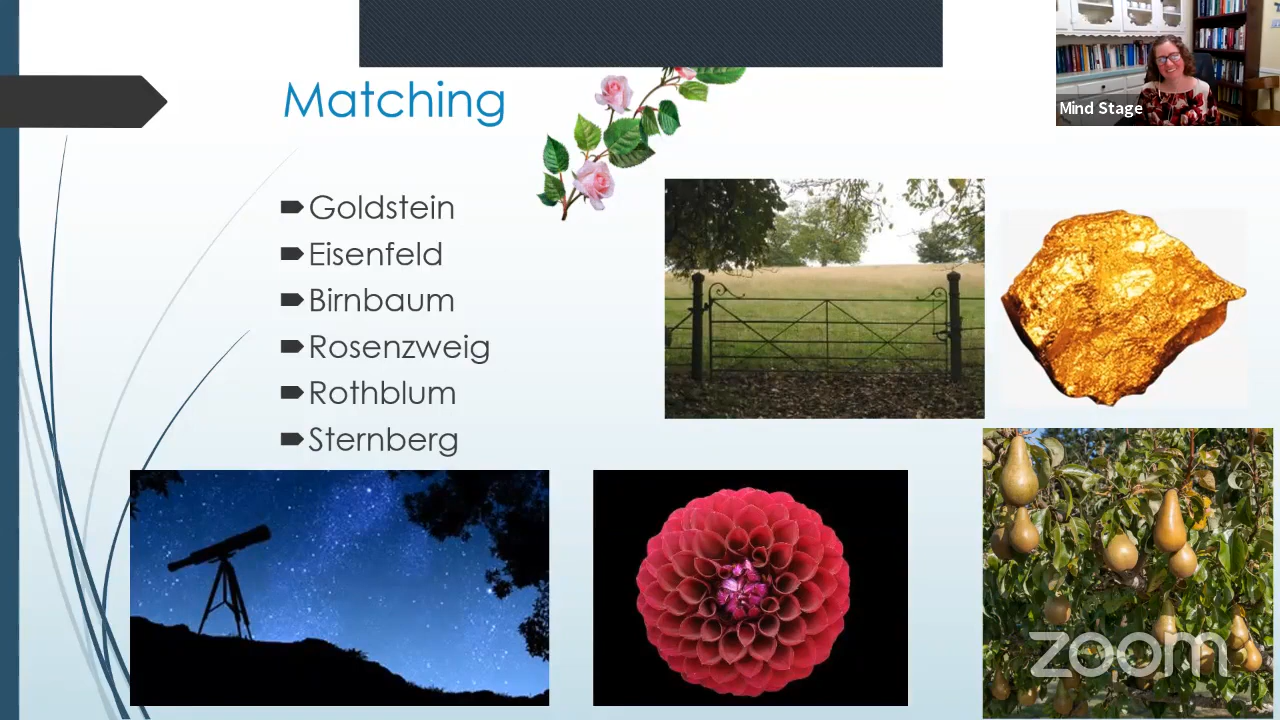 Mind Stage
Matching
Goldstein
Eisenfeld
Birnbaum
Rosenzweig
Rothblum
Sternberg
zoom